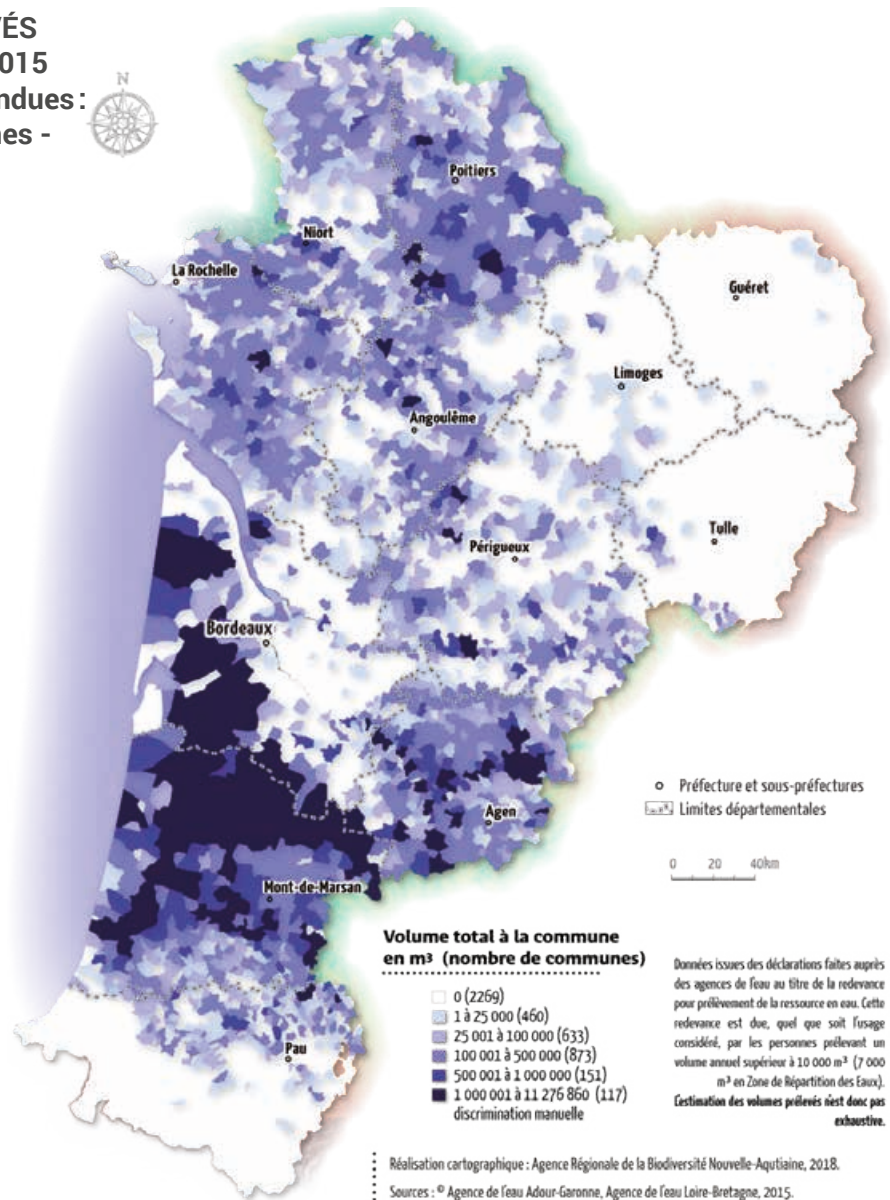 VÉS
015
ndues :
nes -
N
Poitiers
Niort
La Rochelle
Guéret
Limoges
Angoulême
Tulle
Périgueux
Bordeaux
Préfecture et sous-préfectures
Limites départementales
Agen
0 20 40km
Mont-de-Marsan
Volume total à la commune
en m³ (nombre de communes)
0 (2269)
1 à 25 000 (460)
25 001 à 100 000 (633)
100 001 à 500 000 (873)
500 001 à 1 000 000 (151)
1 000 001 à 11 276 860 (117)
discrimination manuelle
Pau
Données issues des déclarations faites auprès
des agences de l'eau au titre de la redevance
pour prélèvement de la ressource en eau. Cette
redevance est due, quel que soit l'usage
considéré, par les personnes prélevant un
volume annuel supérieur à 10 000 m³ (7 000
m³ en Zone de Répartition des Eaux).
L'estimation des volumes prélevés n'est donc pas
exhaustive.
Réalisation cartographique : Agence Régionale de la Biodiversité Nouvelle-Aqutiaine, 2018.
Sources : © Agence de l'eau Adour-Garonne, Agence de l'eau Loire-Bretagne, 2015.